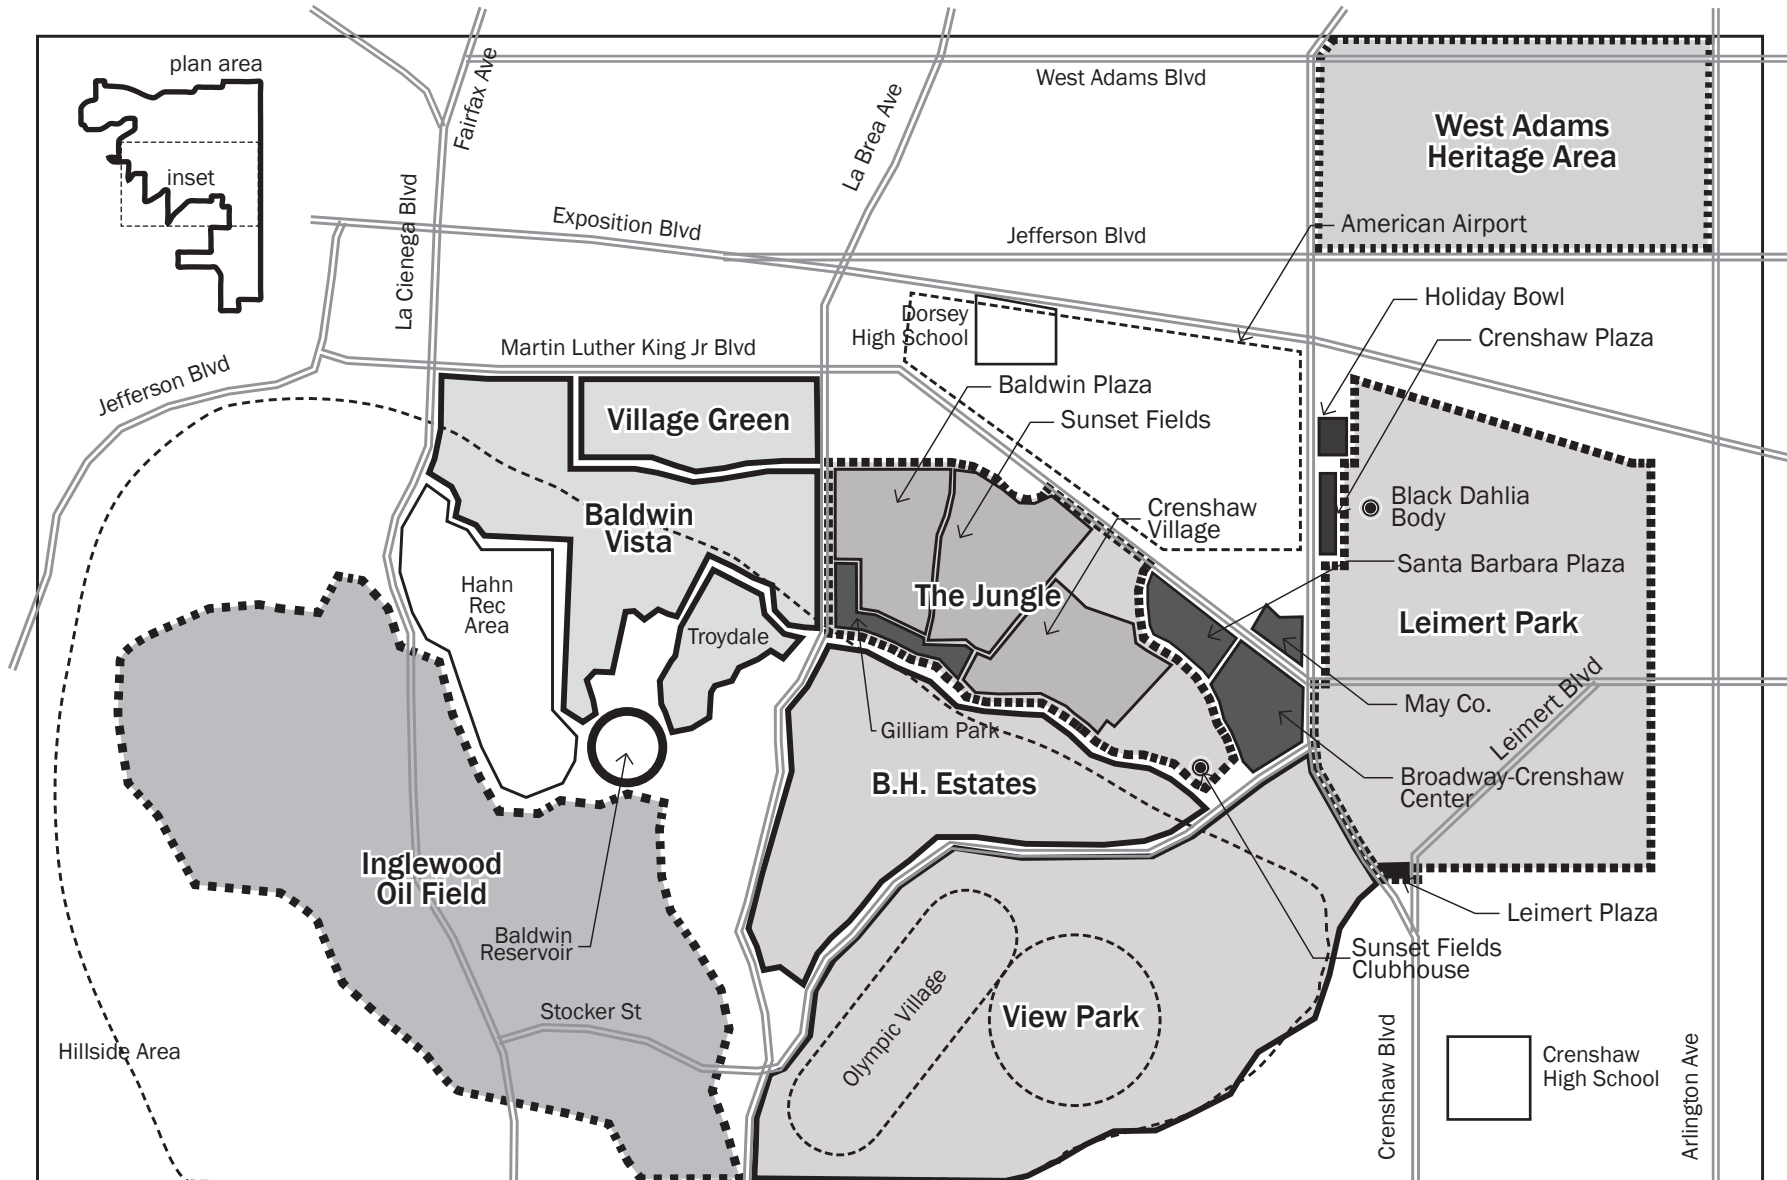 plan area
inset
Fairfax Ave
La Cienega Blvd
La Brea Ave
West Adams Blvd
West Adams
Heritage Area
Exposition Blvd
Jefferson Blvd
American Airport
Holiday Bowl
Crenshaw Plaza
Dorsey
High School
Martin Luther King Jr Blvd
Jefferson Blvd
Baldwin Plaza
Sunset Fields
Village Green
Baldwin
Vista
Crenshaw
Village
Black Dahlia
Body
Santa Barbara Plaza
Hahn
Rec
Area
The Jungle
Leimert Park
Troydale
Leimert Blvd
May Co.
Gilliam Park
B.H. Estates
Broadway-Crenshaw
Center
Inglewood
Oil Field
Baldwin
Reservoir
Leimert Plaza
Sunset Fields
Clubhouse
Olympic Village
View Park
Stocker St
Hillside Area
Crenshaw Blvd
Crenshaw
High School
Arlington Ave